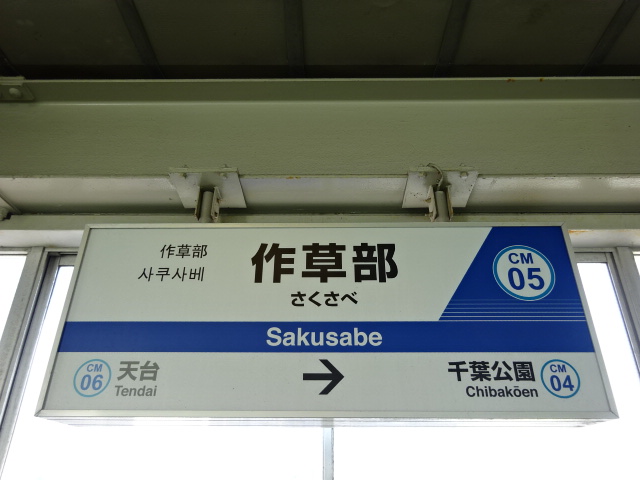 作草部
사쿠사베
作草部
さくさべ
CM
05
Sakusabe
CM
06
天台
Tendai
→
千葉公園
Chibakōen
CM
04